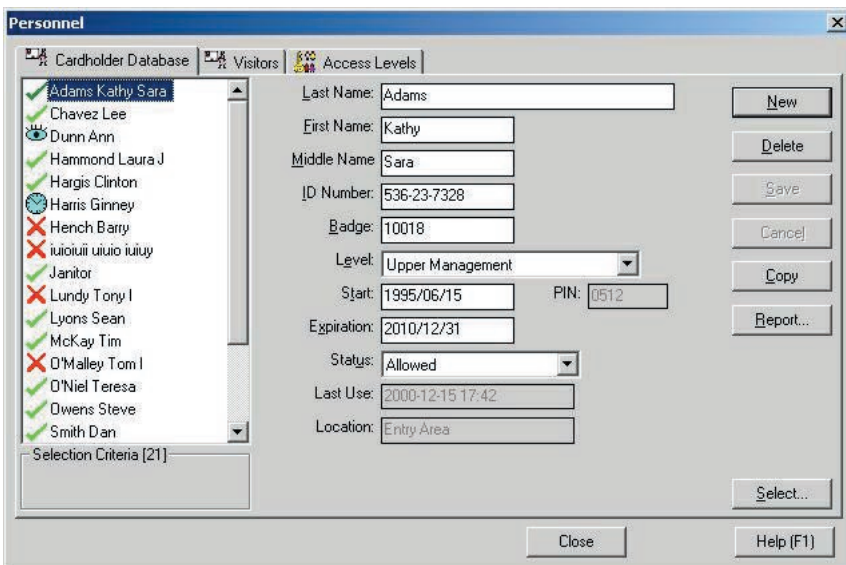 Personnel
Cardholder Database Visitors Access Levels
Adams Kathy Sara
Chavez Lee
Dunn Ann
Hammond Laura J
Hargis Clinton
Harris Ginney
Hench Barry
iuioiuii uiuio iuiuy
Janitor
Lundy Tony I
Lyons Sean
McKay Tim
O'Malley Tom I
O'Niel Teresa
Owens Steve
Smith Dan
Selection Criteria [21]
Last Name: Adams
First Name: Kathy
Middle Name Sara
ID Number: 536-23-7328
Badge: 10018
Level: Upper Management
Start: 1995/06/15 PIN: 0512
Expiration: 2010/12/31
Status: Allowed
Last Use: 2000-12-15 17:42
Location: Entry Area
New
Delete
Save
Cancel
Copy
Report...
Select...
Close Help (F1)